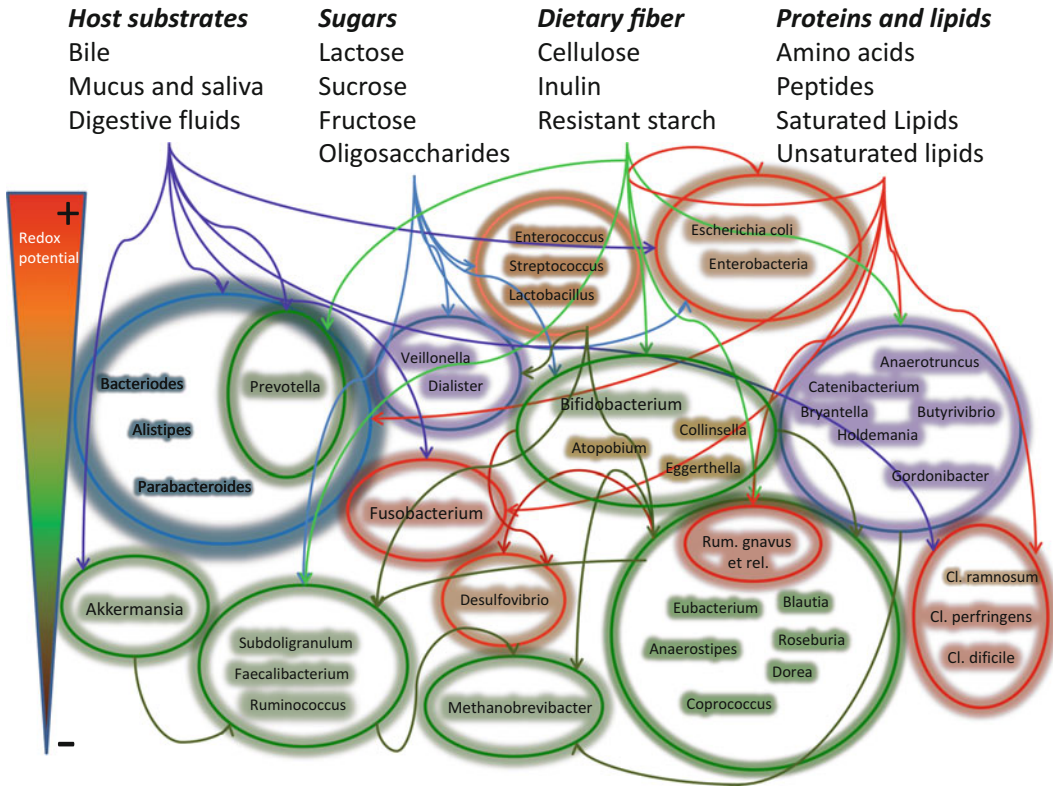 Host substrates
Bile
Mucus and saliva
Digestive fluids
Sugars
Lactose
Sucrose
Fructose
Oligosaccharides
Dietary fiber
Cellulose
Inulin
Resistant starch
Proteins and lipids
Amino acids
Peptides
Saturated Lipids
Unsaturated lipids
+
Redox
potential
–
Enterococcus
Streptococcus
Lactobacillus
Escherichia coli
Enterobacteria
Bacteriodes
Alistipes
Parabacteroides
Prevotella
Veillonella
Dialister
Bifidobacterium
Collinsella
Atopobium
Eggerthella
Anaerotruncus
Catenibacterium
Bryantella
Butyrivibrio
Holdemania
Gordonibacter
Fusobacterium
Rum. gnavus
et rel.
Eubacterium
Blautia
Anaerostipes
Roseburia
Dorea
Coprococcus
Cl. ramnosum
Cl. perfringens
Cl. dificile
Akkermansia
Subdoligranulum
Faecalibacterium
Ruminococcus
Desulfovibrio
Methanobrevibacter